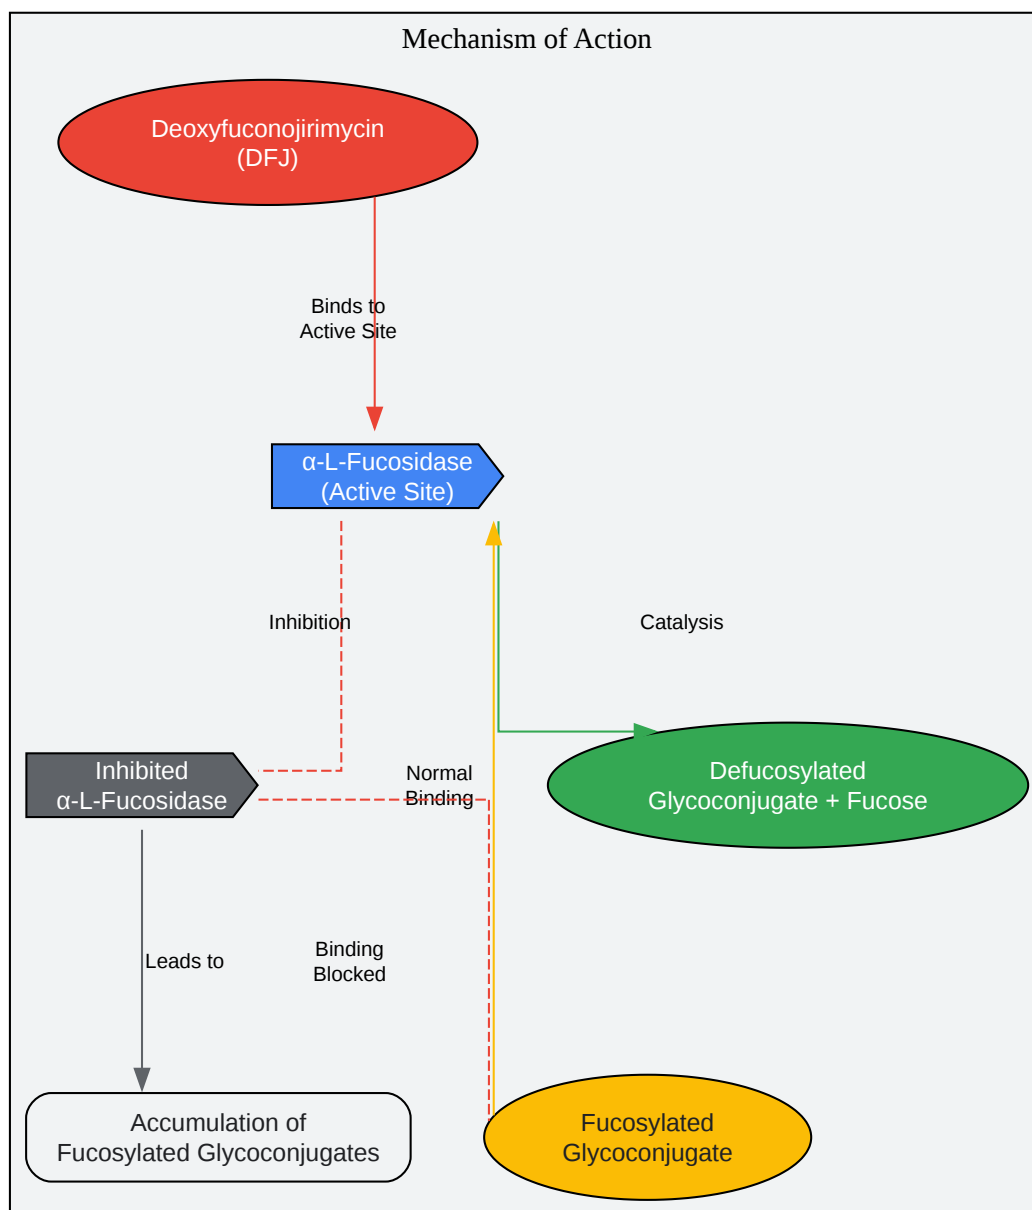 Mechanism of Action
Deoxyfuconojirimycin
(DFJ)
Binds to
Active Site
α-L-Fucosidase
(Active Site)
Inhibition
Catalysis
Inhibited
α-L-Fucosidase
Normal
Binding
Defucosylated
Glycoconjugate + Fucose
Leads to
Binding
Blocked
Accumulation of
Fucosylated Glycoconjugates
Fucosylated
Glycoconjugate